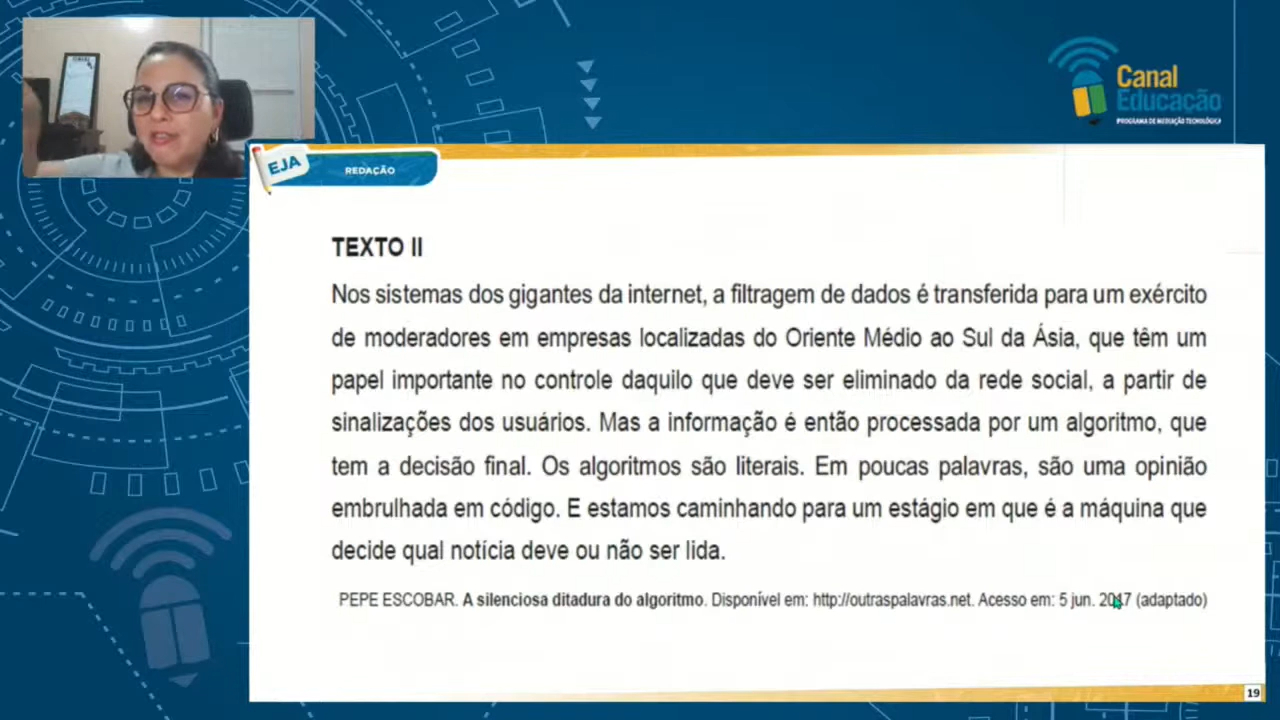 Canal
Educação
PROGRAMA DE MEDIAÇÃO TECNOLÓGICA
EJA
REDAÇÃO
TEXTO II
Nos sistemas dos gigantes da internet, a filtragem de dados é transferida para um exército
de moderadores em empresas localizadas do Oriente Médio ao Sul da Ásia, que têm um
papel importante no controle daquilo que deve ser eliminado da rede social, a partir de
sinalizações dos usuários. Mas a informação é então processada por um algoritmo, que
tem a decisão final. Os algoritmos são literais. Em poucas palavras, são uma opinião
embrulhada em código. E estamos caminhando para um estágio em que é a máquina que
decide qual notícia deve ou não ser lida.
PEPE ESCOBAR. A silenciosa ditadura do algoritmo. Disponível em: http://outraspalavras.net. Acesso em: 5 jun. 2017 (adaptado)
19